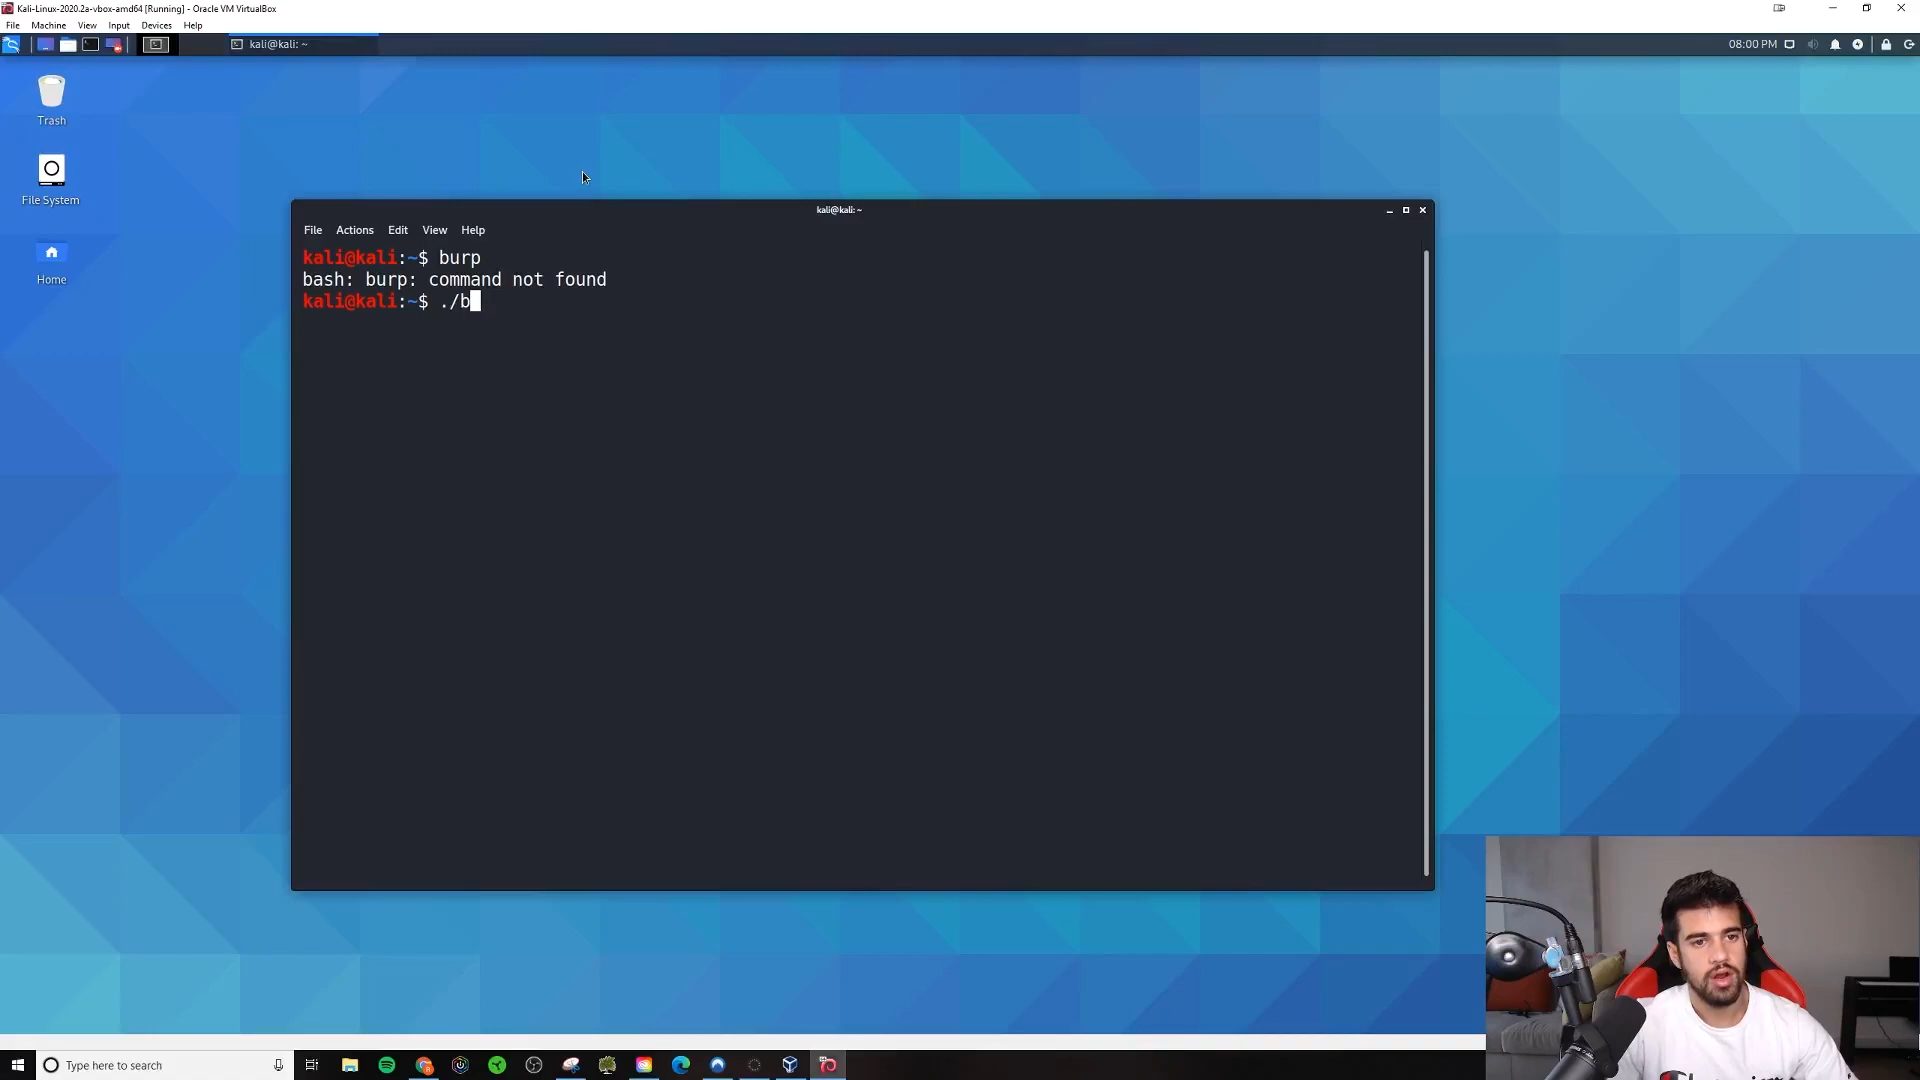 Kali-Linux-2020.2a-vbox-amd64 [Running] - Oracle VM VirtualBox
File Machine View Input Devices Help
kali@kali: ~
08:00 PM
Trash
File System
Home
kali@kali: ~
File Actions Edit View Help
kali@kali:~$ burp
bash: burp: command not found
kali@kali:~$ ./b
Type here to search